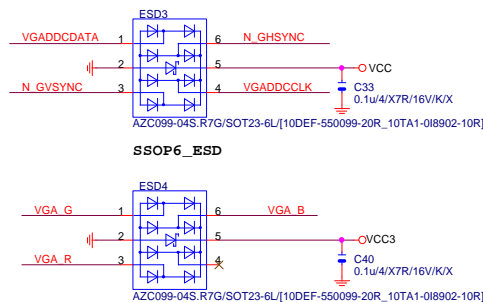 ESD3
VGADDCDATA 1 6 N_GHSYNC
2 5 VCC
N_GVSYNC 3 4 VGADDCCLK
C33
0.1u/4/X7R/16V/K/X
AZC099-04S.R7G/SOT23-6L/[10DEF-550099-20R_10TA1-0I8902-10R]
SSOP6_ESD
ESD4
VGA_G 1 6 VGA_B
2 5 VCC3
VGA_R 3 4
C40
0.1u/4/X7R/16V/K/X
AZC099-04S.R7G/SOT23-6L/[10DEF-550099-20R_10TA1-0I8902-10R]